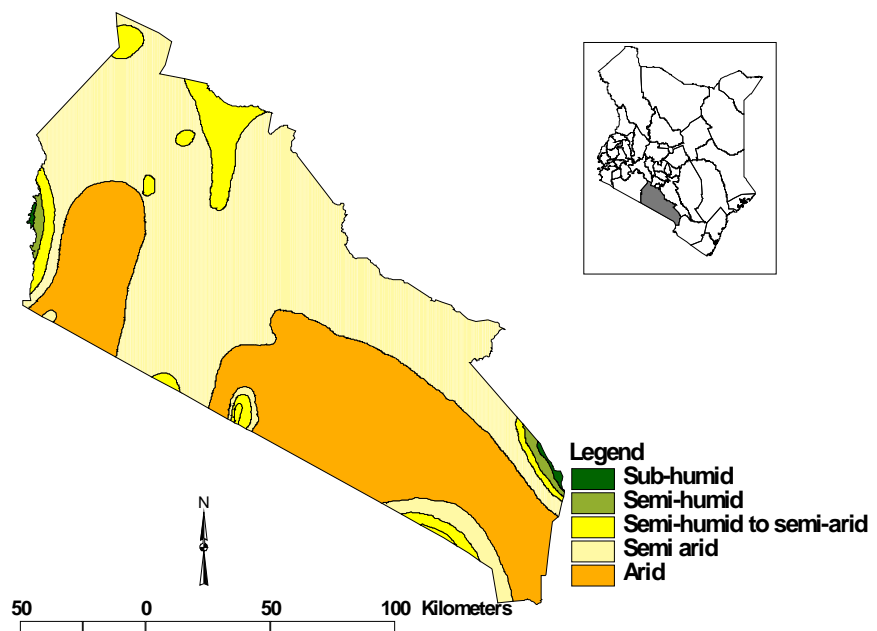 Legend
Sub-humid
Semi-humid
Semi-humid to semi-arid
Semi arid
Arid
N
50 0 50 100 Kilometers